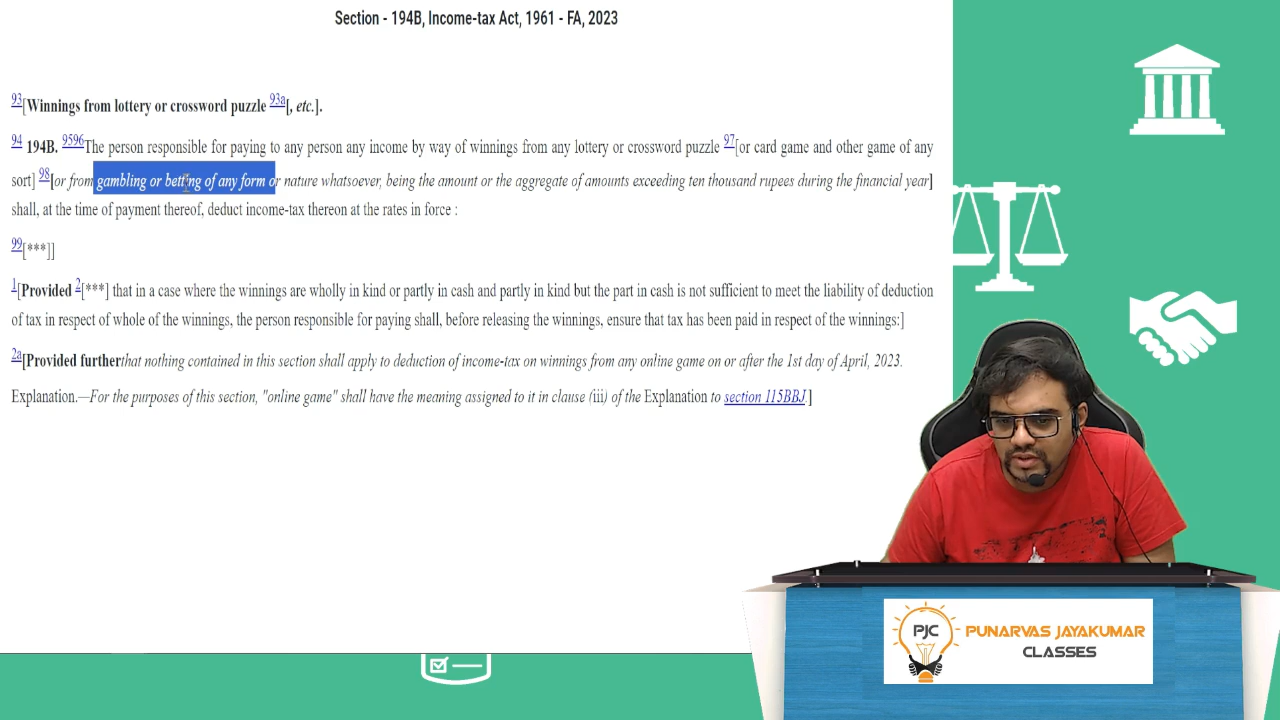 Section - 194B, Income-tax Act, 1961 - FA, 2023
93[Winnings from lottery or crossword puzzle 93a[, etc.].
94 194B. 9596The person responsible for paying to any person any income by way of winnings from any lottery or crossword puzzle 97[or card game and other game of any
sort] 98[or from gambling or betting of any form or nature whatsoever, being the amount or the aggregate of amounts exceeding ten thousand rupees during the financial year]
shall, at the time of payment thereof, deduct income-tax thereon at the rates in force :
99[***]]
1[Provided 2[***] that in a case where the winnings are wholly in kind or partly in cash and partly in kind but the part in cash is not sufficient to meet the liability of deduction
of tax in respect of whole of the winnings, the person responsible for paying shall, before releasing the winnings, ensure that tax has been paid in respect of the winnings:]
2a[Provided furtherthat nothing contained in this section shall apply to deduction of income-tax on winnings from any online game on or after the 1st day of April, 2023.
Explanation.—For the purposes of this section, "online game" shall have the meaning assigned to it in clause (iii) of the Explanation to section 115BBJ.]
PJC
PUNARVAS JAYAKUMAR
CLASSES